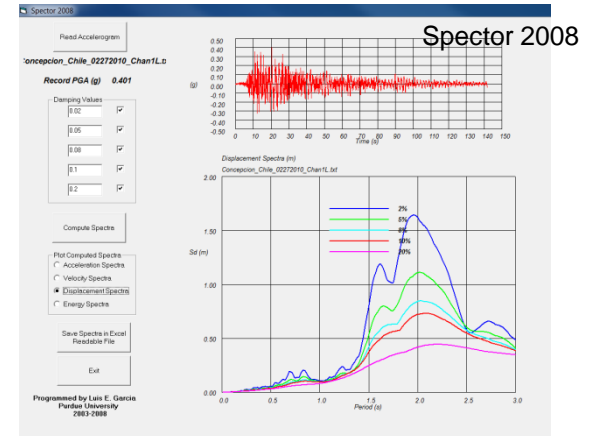 Spector 2008
Spector 2008
Read Accelerogram
oncepcion_Chile_02272010_Chan1L.t
Record PGA (g) 0.401
Damping Values
0.02
0.05
0.08
0.1
0.2
Compute Spectra
Plot Computed Spectra
Acceleration Spectra
Velocity Spectra
Displacement Spectra
Energy Spectra
Save Spectra in Excel
Readable File
Exit
Programmed by Luis E. Garcia
Purdue University
2003-2008
0.50
0.40
0.30
0.20
0.10
(g)
0.00
-0.10
-0.20
-0.30
-0.40
-0.50
0 10 20 30 40 50 60 70 80 90 100 110 120 130 140 150
Time (s)
Displacement Spectra (m)
Concepcion_Chile_02272010_Chan1L.txt
2.00
2%
5%
8%
10%
20%
1.50
Sd (m)
1.00
0.50
0.00
0.0 0.5 1.0 1.5 2.0 2.5 3.0
Period (s)